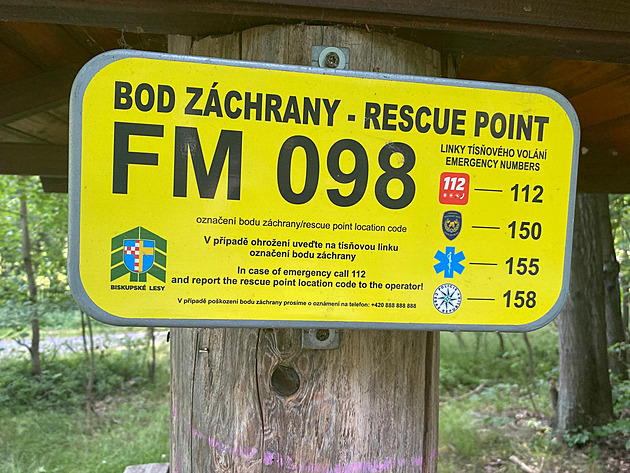 BOD ZÁCHRANY - RESCUE POINT
FM 098
LINKY TÍSŇOVÉHO VOLÁNÍ
EMERGENCY NUMBERS
112 — 112
— 150
— 155
— 158
označení bodu záchrany/rescue point location code
V případě ohrožení uveďte na tísňovou linku
označení bodu záchrany
In case of emergency call 112
and report the rescue point location code to the operator!
BISKUPSKÉ LESY
V případě poškození bodu záchrany prosíme o oznámení na telefon: +420 888 888 888